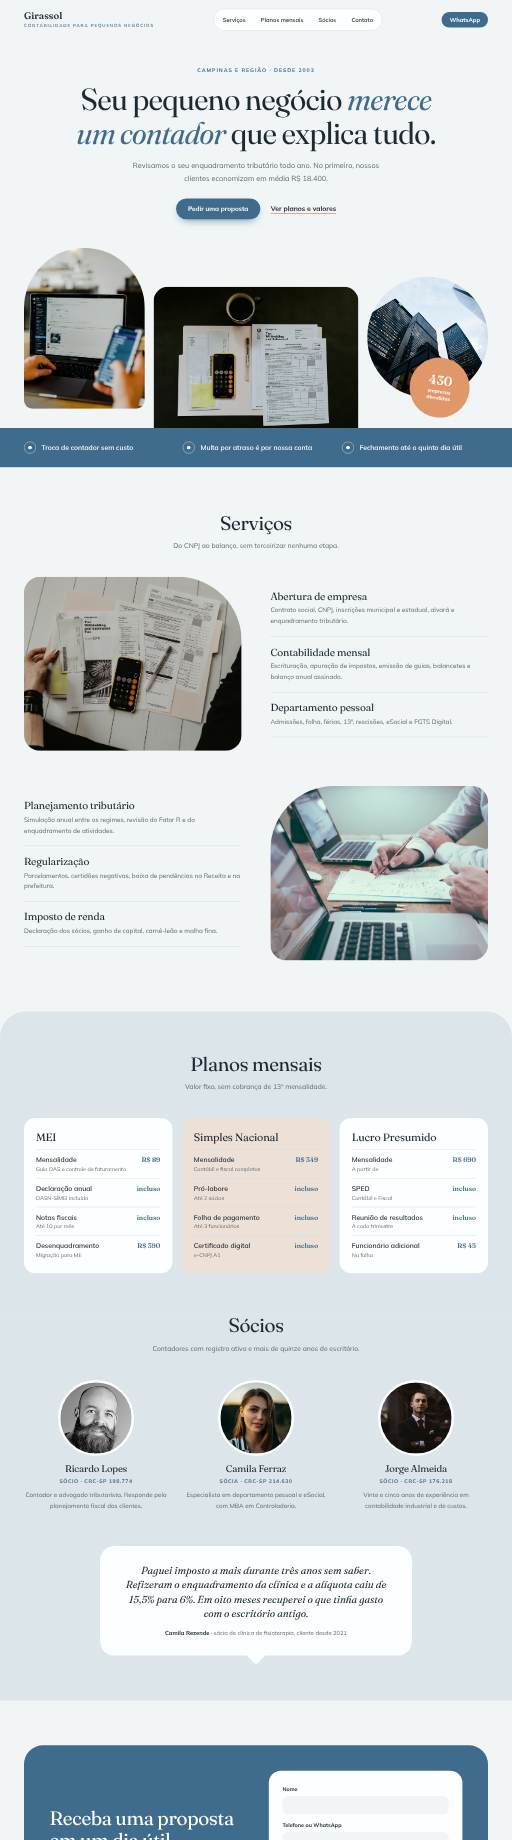 Girassol
CONTABILIDADE PARA PEQUENOS NEGÓCIOS
Serviços
Planos mensais
Sócios
Contato
WhatsApp
CAMPINAS E REGIÃO · DESDE 2003
Seu pequeno negócio merece
um contador que explica tudo.
Revisamos o seu enquadramento tributário todo ano. No primeiro, nossos
clientes economizam em média R$ 18.400.
Pedir uma proposta
Ver planos e valores
430
empresas
atendidas
Troca de contador sem custo
Multa por atraso é por nossa conta
Fechamento até o quinto dia útil
Serviços
Do CNPJ ao balanço, sem terceirizar nenhuma etapa.
Abertura de empresa
Contrato social, CNPJ, inscrições municipal e estadual, alvará e
enquadramento tributário.
Contabilidade mensal
Escrituração, apuração de impostos, emissão de guias, balancetes e
balanço anual assinado.
Departamento pessoal
Admissões, folha, férias, 13º, rescisões, eSocial e FGTS Digital.
Planejamento tributário
Simulação anual entre os regimes, revisão do Fator R e do
enquadramento de atividades.
Regularização
Parcelamentos, certidões negativas, baixa de pendências na Receita e na
prefeitura.
Imposto de renda
Declaração dos sócios, ganho de capital, carnê-leão e malha fina.
Planos mensais
Valor fixo, sem cobrança de 13ª mensalidade.
MEI
Mensalidade R$ 89
Guia DAS e controle de faturamento
Declaração anual incluso
DASN-SIMEI incluída
Notas fiscais incluso
Até 10 por mês
Desenquadramento R$ 390
Migração para ME
Simples Nacional
Mensalidade R$ 349
Contábil e fiscal completos
Pró-labore incluso
Até 2 sócios
Folha de pagamento incluso
Até 3 funcionários
Certificado digital incluso
e-CNPJ A1
Lucro Presumido
Mensalidade R$ 690
A partir de
SPED incluso
Contábil e Fiscal
Reunião de resultados incluso
A cada trimestre
Funcionário adicional R$ 45
Na folha
Sócios
Contadores com registro ativo e mais de quinze anos de escritório.
Ricardo Lopes
SÓCIO · CRC-SP 198.774
Contador e advogado tributarista. Responde pelo
planejamento fiscal dos clientes.
Camila Ferraz
SÓCIA · CRC-SP 214.630
Especialista em departamento pessoal e eSocial,
com MBA em Controladoria.
Jorge Almeida
SÓCIO · CRC-SP 176.218
Vinte e cinco anos de experiência em
contabilidade industrial e de custos.
Paguei imposto a mais durante três anos sem saber.
Refizeram o enquadramento da clínica e a alíquota caiu de
15,5% para 6%. Em oito meses recuperei o que tinha gasto
com o escritório antigo.
Camila Rezende · sócia de clínica de fisioterapia, cliente desde 2021
Receba uma proposta
em um dia útil
Nome
Telefone ou WhatsApp